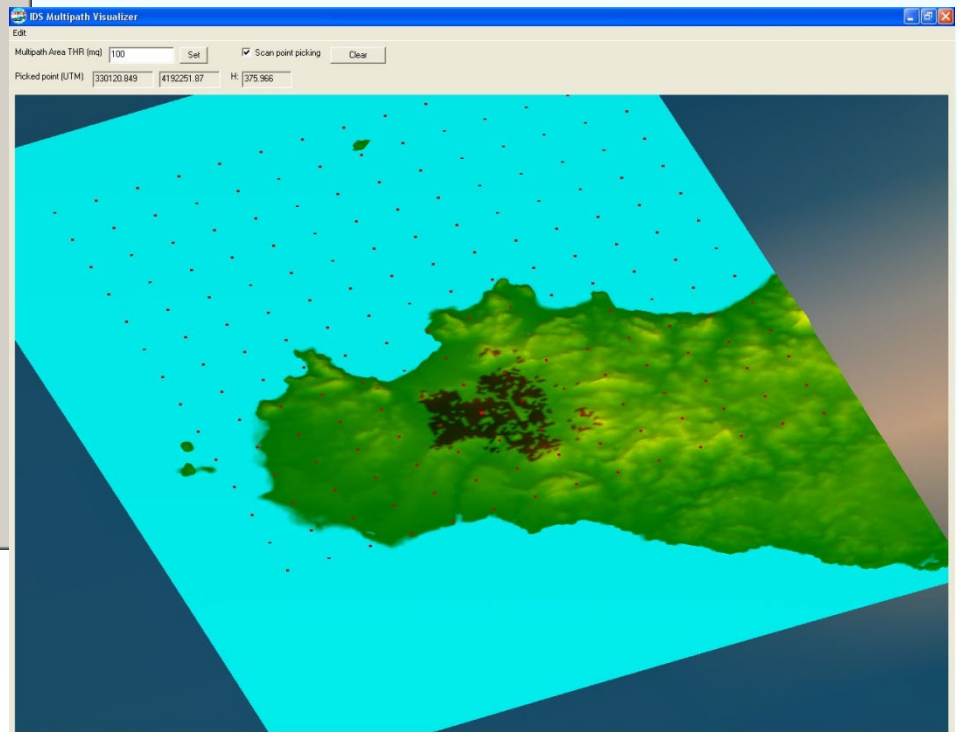 IDS Multipath Visualizer
Edit
Multipath Area THR (mq) 100 Set Scan point picking Clear
Picked point (UTM) 330120.849 4192251.87 H: 375.966